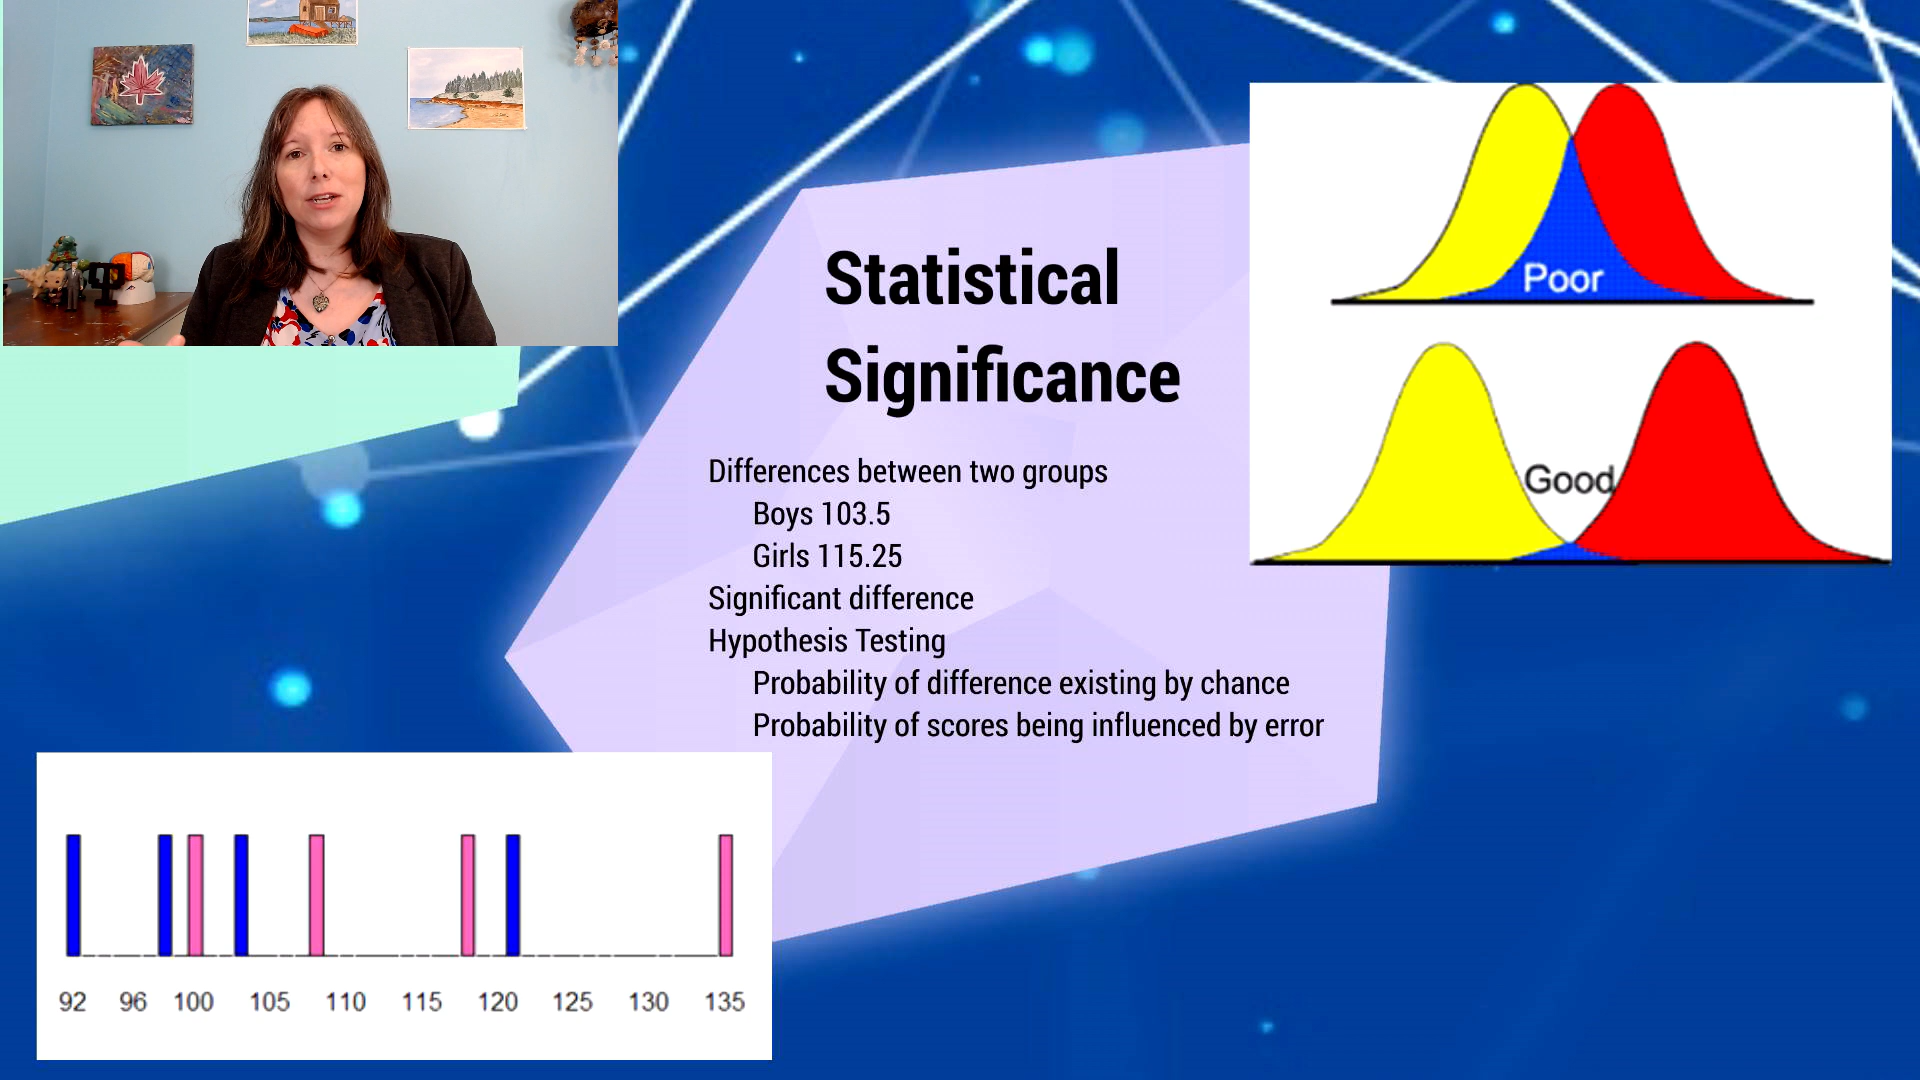 Statistical
Significance
Differences between two groups
Boys 103.5
Girls 115.25
Significant difference
Hypothesis Testing
Probability of difference existing by chance
Probability of scores being influenced by error
Poor
Good
92 96 100 105 110 115 120 125 130 135